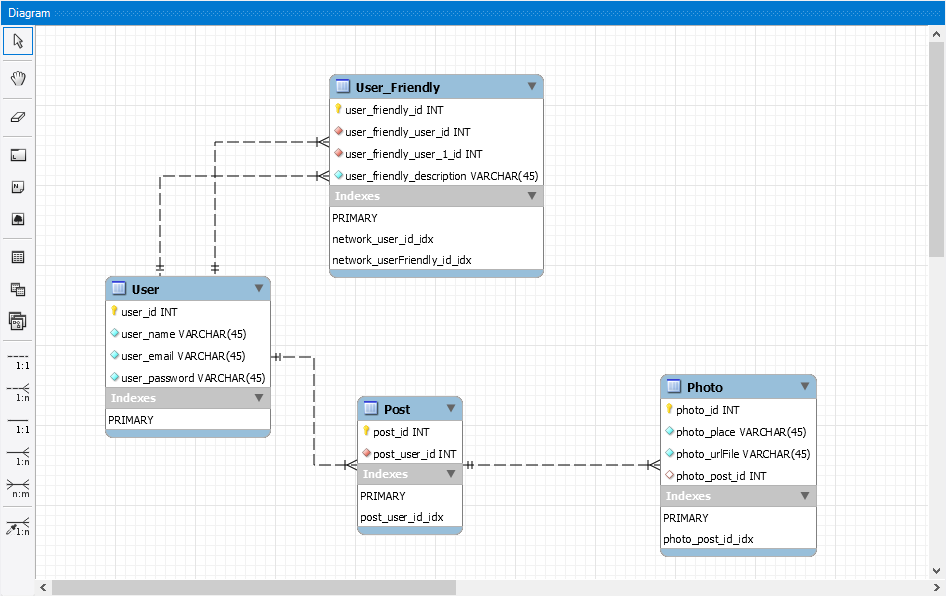 Diagram
1:1
1:n
1:1
1:n
n:m
1:n
User_Friendly
user_friendly_id INT
user_friendly_user_id INT
user_friendly_user_1_id INT
user_friendly_description VARCHAR(45)
Indexes
PRIMARY
network_user_id_idx
network_userFriendly_id_idx
User
user_id INT
user_name VARCHAR(45)
user_email VARCHAR(45)
user_password VARCHAR(45)
Indexes
PRIMARY
Post
post_id INT
post_user_id INT
Indexes
PRIMARY
post_user_id_idx
Photo
photo_id INT
photo_place VARCHAR(45)
photo_urlFile VARCHAR(45)
photo_post_id INT
Indexes
PRIMARY
photo_post_id_idx